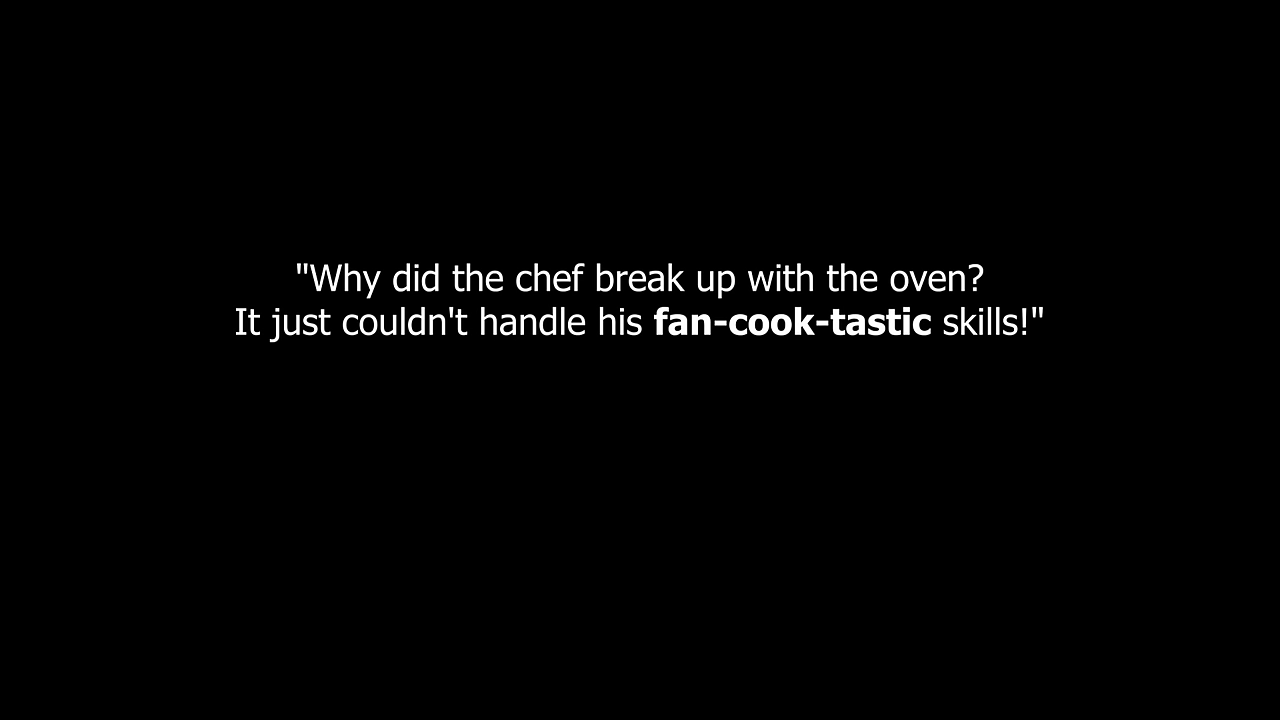 "Why did the chef break up with the oven?
It just couldn't handle his fan-cook-tastic skills!"